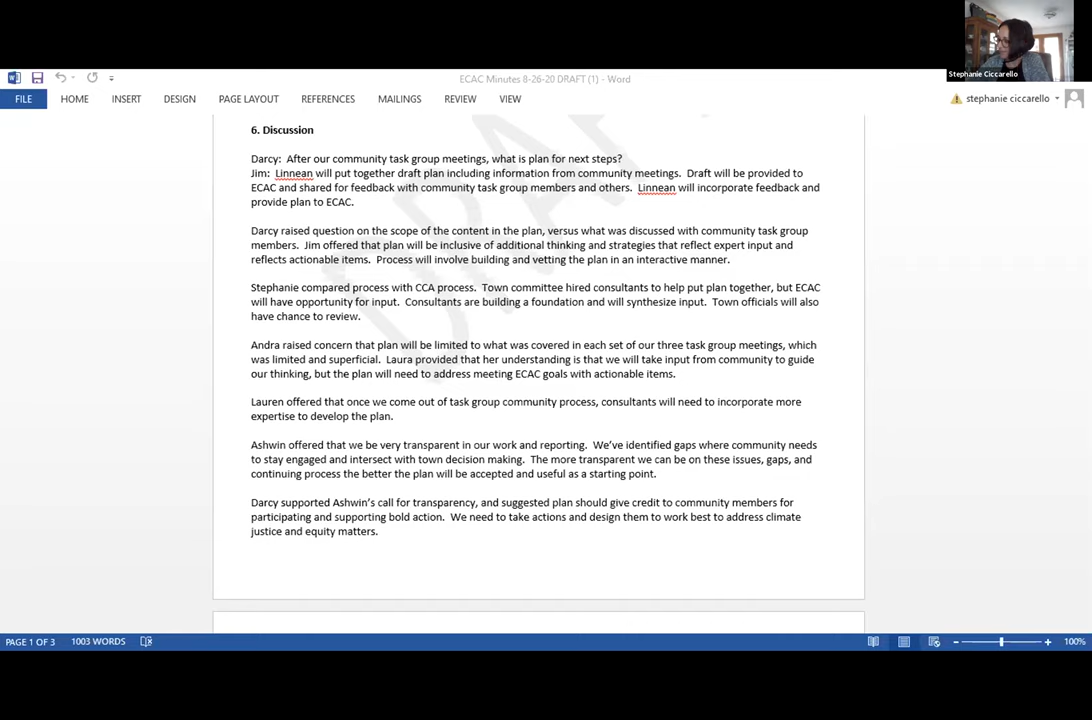 Stephanie Ciccarello
ECAC Minutes 8-26-20 DRAFT (1) - Word
FILE HOME INSERT DESIGN PAGE LAYOUT REFERENCES MAILINGS REVIEW VIEW stephanie ciccarello
6. Discussion
Darcy: After our community task group meetings, what is plan for next steps?
Jim: Linnean will put together draft plan including information from community meetings. Draft will be provided to
ECAC and shared for feedback with community task group members and others. Linnean will incorporate feedback and
provide plan to ECAC.
Darcy raised question on the scope of the content in the plan, versus what was discussed with community task group
members. Jim offered that plan will be inclusive of additional thinking and strategies that reflect expert input and
reflects actionable items. Process will involve building and vetting the plan in an interactive manner.
Stephanie compared process with CCA process. Town committee hired consultants to help put plan together, but ECAC
will have opportunity for input. Consultants are building a foundation and will synthesize input. Town officials will also
have chance to review.
Andra raised concern that plan will be limited to what was covered in each set of our three task group meetings, which
was limited and superficial. Laura provided that her understanding is that we will take input from community to guide
our thinking, but the plan will need to address meeting ECAC goals with actionable items.
Lauren offered that once we come out of task group community process, consultants will need to incorporate more
expertise to develop the plan.
Ashwin offered that we be very transparent in our work and reporting. We've identified gaps where community needs
to stay engaged and intersect with town decision making. The more transparent we can be on these issues, gaps, and
continuing process the better the plan will be accepted and useful as a starting point.
Darcy supported Ashwin's call for transparency, and suggested plan should give credit to community members for
participating and supporting bold action. We need to take actions and design them to work best to address climate
justice and equity matters.
DRAFT
PAGE 1 OF 3 1003 WORDS 100%